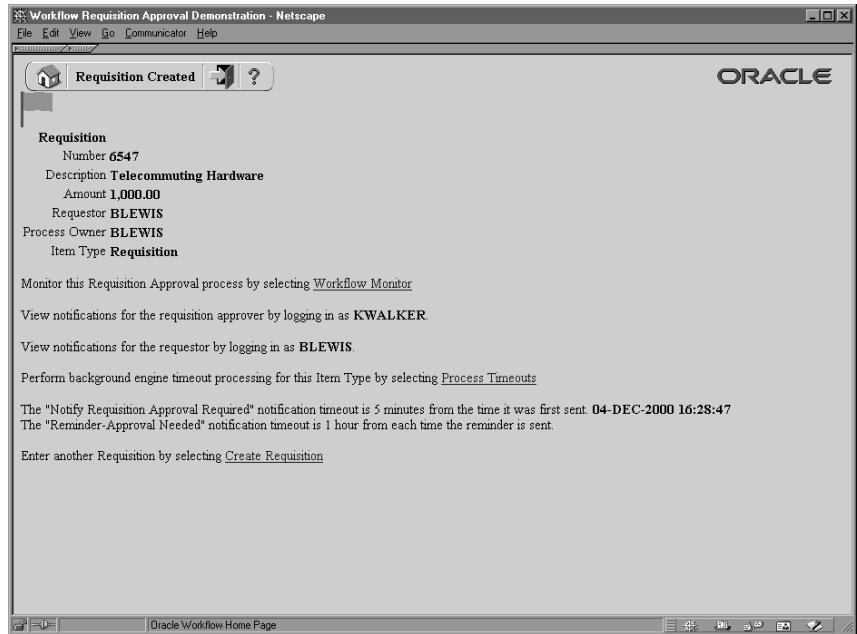 Workflow Requisition Approval Demonstration - Netscape
File Edit View Go Communicator Help
Requisition Created ?
ORACLE
Requisition
Number 6547
Description Telecommuting Hardware
Amount 1,000.00
Requestor BLEWIS
Process Owner BLEWIS
Item Type Requisition
Monitor this Requisition Approval process by selecting Workflow Monitor
View notifications for the requisition approver by logging in as KWALKER.
View notifications for the requestor by logging in as BLEWIS.
Perform background engine timeout processing for this Item Type by selecting Process Timeouts
The "Notify Requisition Approval Required" notification timeout is 5 minutes from the time it was first sent. 04-DEC-2000 16:28:47
The "Reminder-Approval Needed" notification timeout is 1 hour from each time the reminder is sent.
Enter another Requisition by selecting Create Requisition
Oracle Workflow Home Page